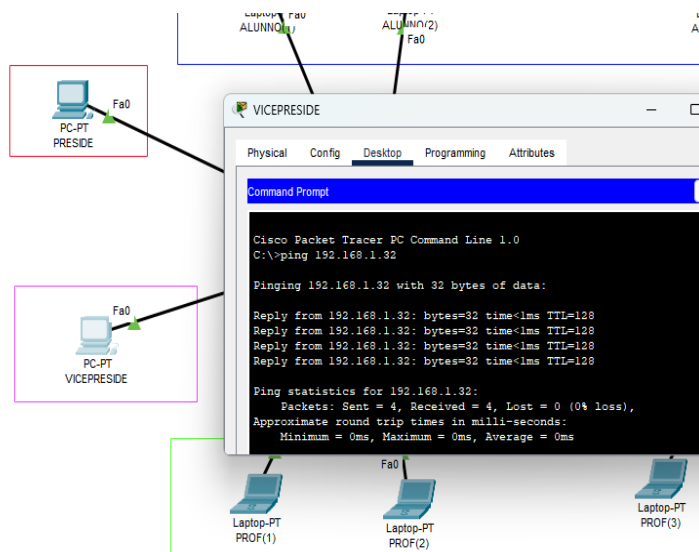 Fa0
ALUNNO(1)
ALUNNO(2)
Fa0
Fa0
PC-PT
PRESIDE
VICEPRESIDE
Physical Config Desktop Programming Attributes
Command Prompt
Cisco Packet Tracer PC Command Line 1.0
C:\>ping 192.168.1.32
Pinging 192.168.1.32 with 32 bytes of data:
Reply from 192.168.1.32: bytes=32 time<1ms TTL=128
Reply from 192.168.1.32: bytes=32 time<1ms TTL=128
Reply from 192.168.1.32: bytes=32 time<1ms TTL=128
Reply from 192.168.1.32: bytes=32 time<1ms TTL=128
Ping statistics for 192.168.1.32:
Packets: Sent = 4, Received = 4, Lost = 0 (0% loss),
Approximate round trip times in milli-seconds:
Minimum = 0ms, Maximum = 0ms, Average = 0ms
Fa0
PC-PT
VICEPRESIDE
Fa0
Laptop-PT
PROF(1)
Laptop-PT
PROF(2)
Laptop-PT
PROF(3)